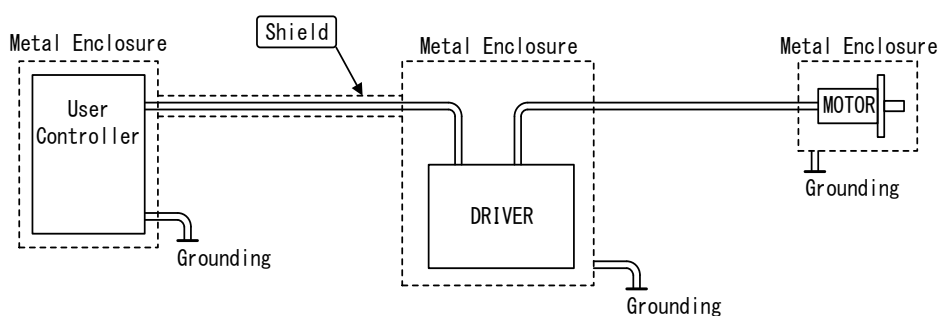 Shield
Metal Enclosure
Metal Enclosure
Metal Enclosure
User
Controller
MOTOR
DRIVER
Grounding
Grounding
Grounding